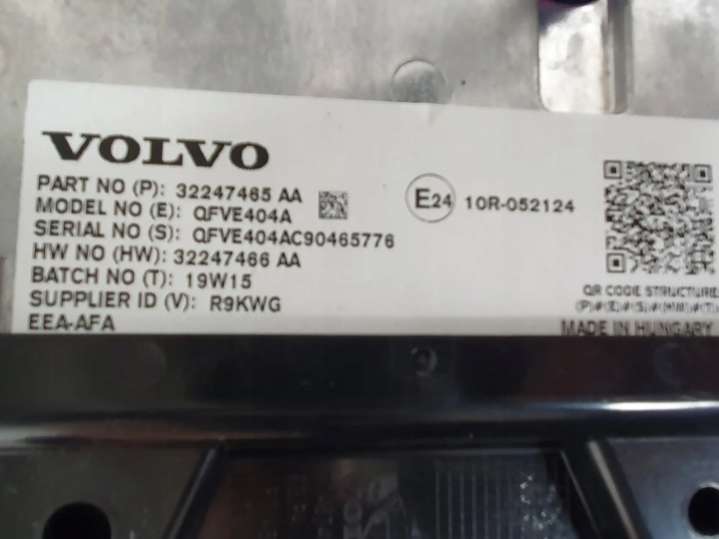 VOLVO
PART NO (P): 32247465 AA
MODEL NO (E): QFVE404A
SERIAL NO (S): QFVE404AC90465776
HW NO (HW): 32247466 AA
BATCH NO (T): 19W15
SUPPLIER ID (V): R9KWG
EEA-AFA
E24 10R-052124
QR CODE STRUCTURE
(P)#(E)#(S)#(HW)#(T)
MADE IN HUNGARY